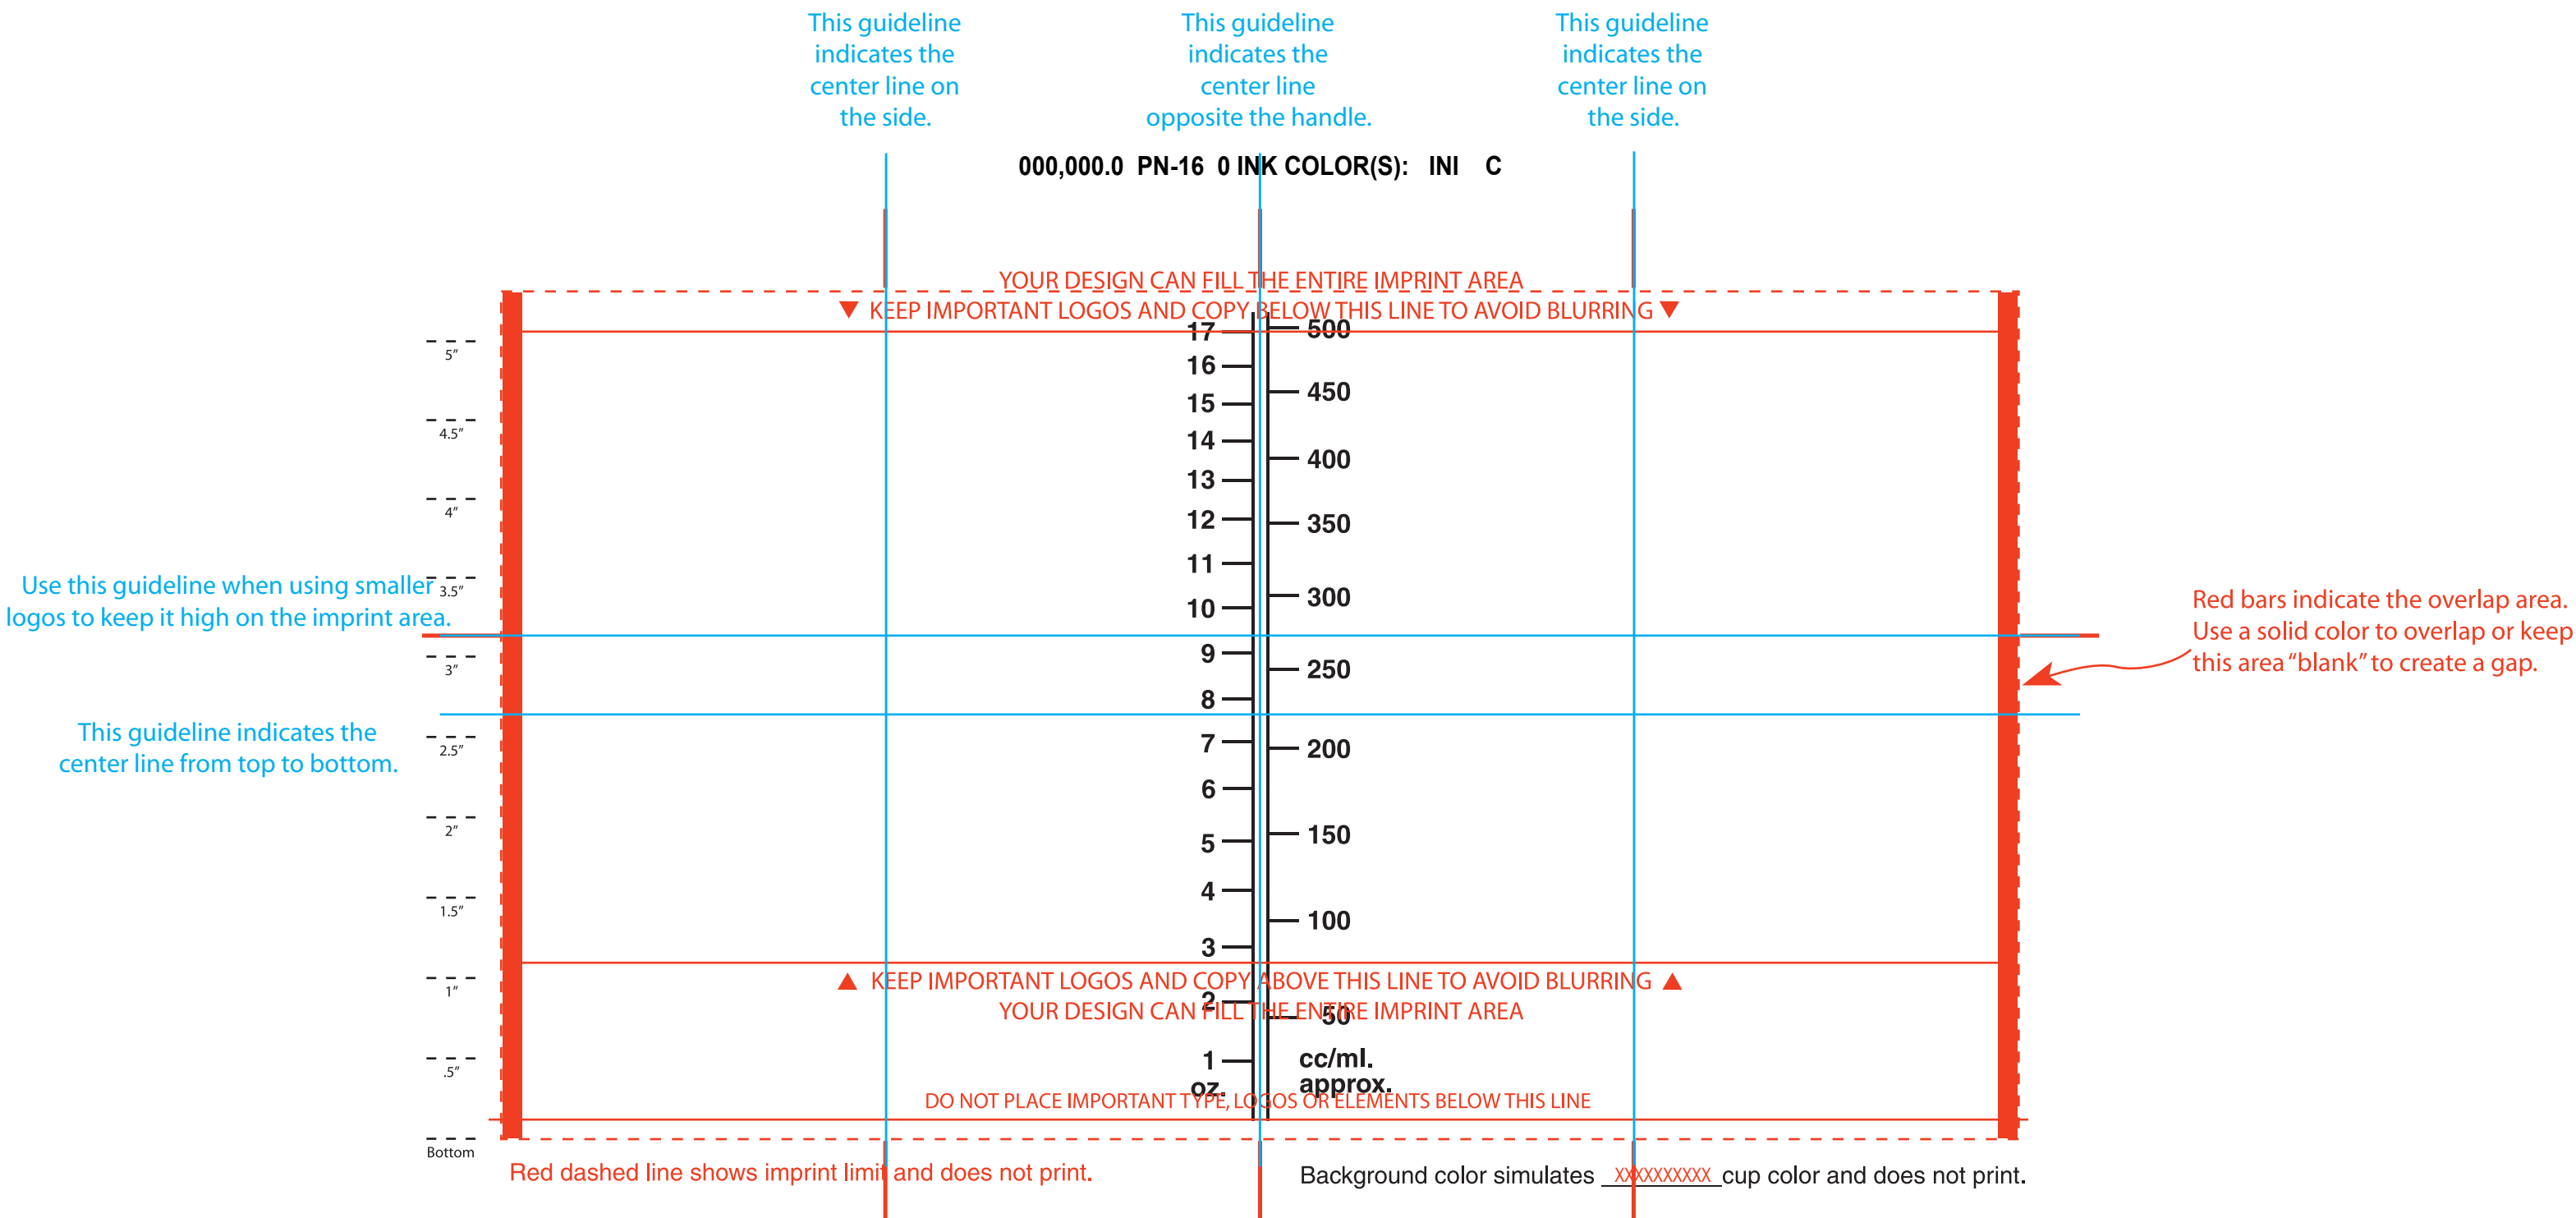 This guideline
indicates the
center line on
the side.
This guideline
indicates the
center line
opposite the handle.
This guideline
indicates the
center line on
the side.
000,000.0 PN-16 0 INK COLOR(S): INI C
YOUR DESIGN CAN FILL THE ENTIRE IMPRINT AREA
▼ KEEP IMPORTANT LOGOS AND COPY BELOW THIS LINE TO AVOID BLURRING ▼
5”
4.5”
4”
3.5”
3”
2.5”
2”
1.5”
1”
.5”
Bottom
Use this guideline when using smaller
logos to keep it high on the imprint area.
This guideline indicates the
center line from top to bottom.
17
16
15
14
13
12
11
10
9
8
7
6
5
4
3
2
1
oz.
500
450
400
350
300
250
200
150
100
50
cc/ml.
approx.
Red bars indicate the overlap area.
Use a solid color to overlap or keep
this area “blank” to create a gap.
▲ KEEP IMPORTANT LOGOS AND COPY ABOVE THIS LINE TO AVOID BLURRING ▲
YOUR DESIGN CAN FILL THE ENTIRE IMPRINT AREA
DO NOT PLACE IMPORTANT TYPE, LOGOS OR ELEMENTS BELOW THIS LINE
Red dashed line shows imprint limit and does not print.
Background color simulates XXXXXXXXXX cup color and does not print.